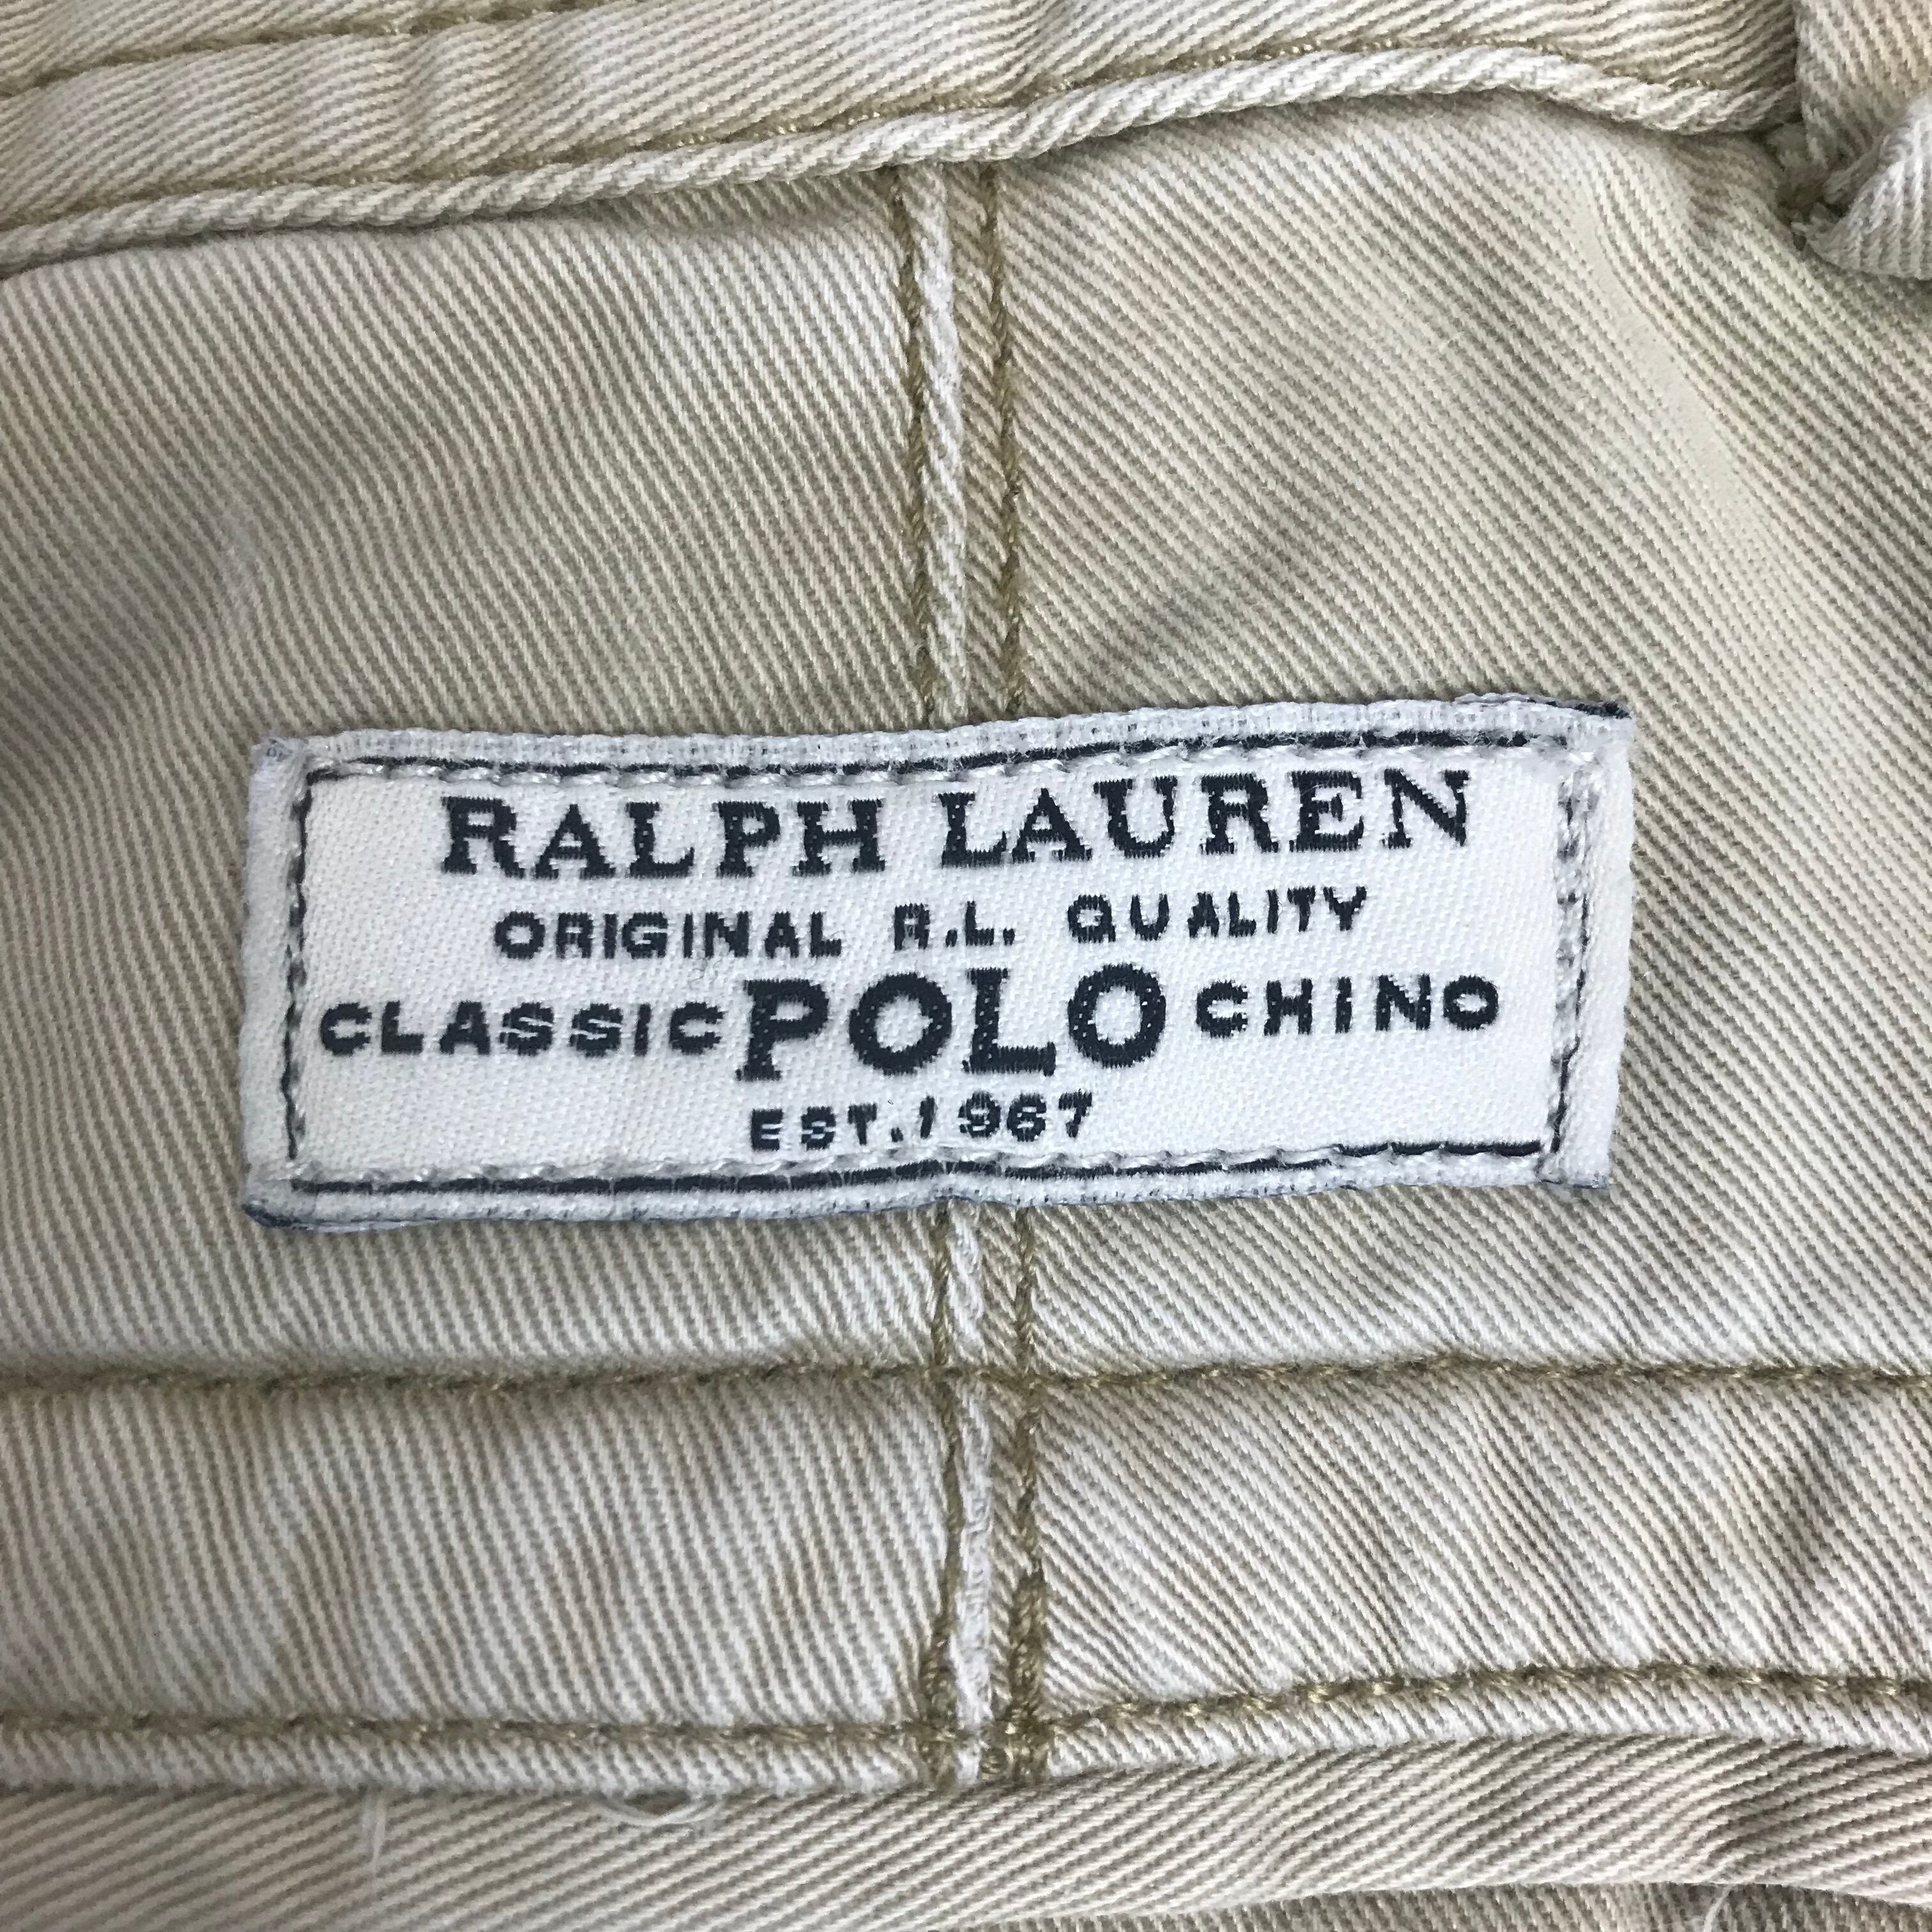 RALPH LAUREN
ORIGINAL R.L. QUALITY
CLASSIC POLO CHINO
EST.1967